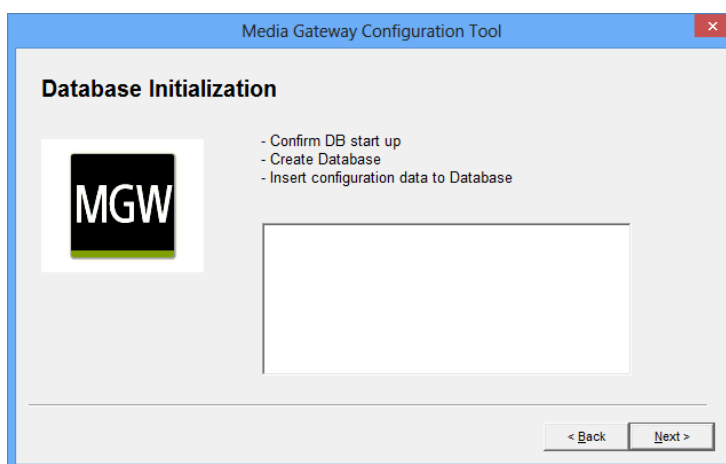 Media Gateway Configuration Tool
Database Initialization
MGW
- Confirm DB start up
- Create Database
- Insert configuration data to Database
< Back
Next >